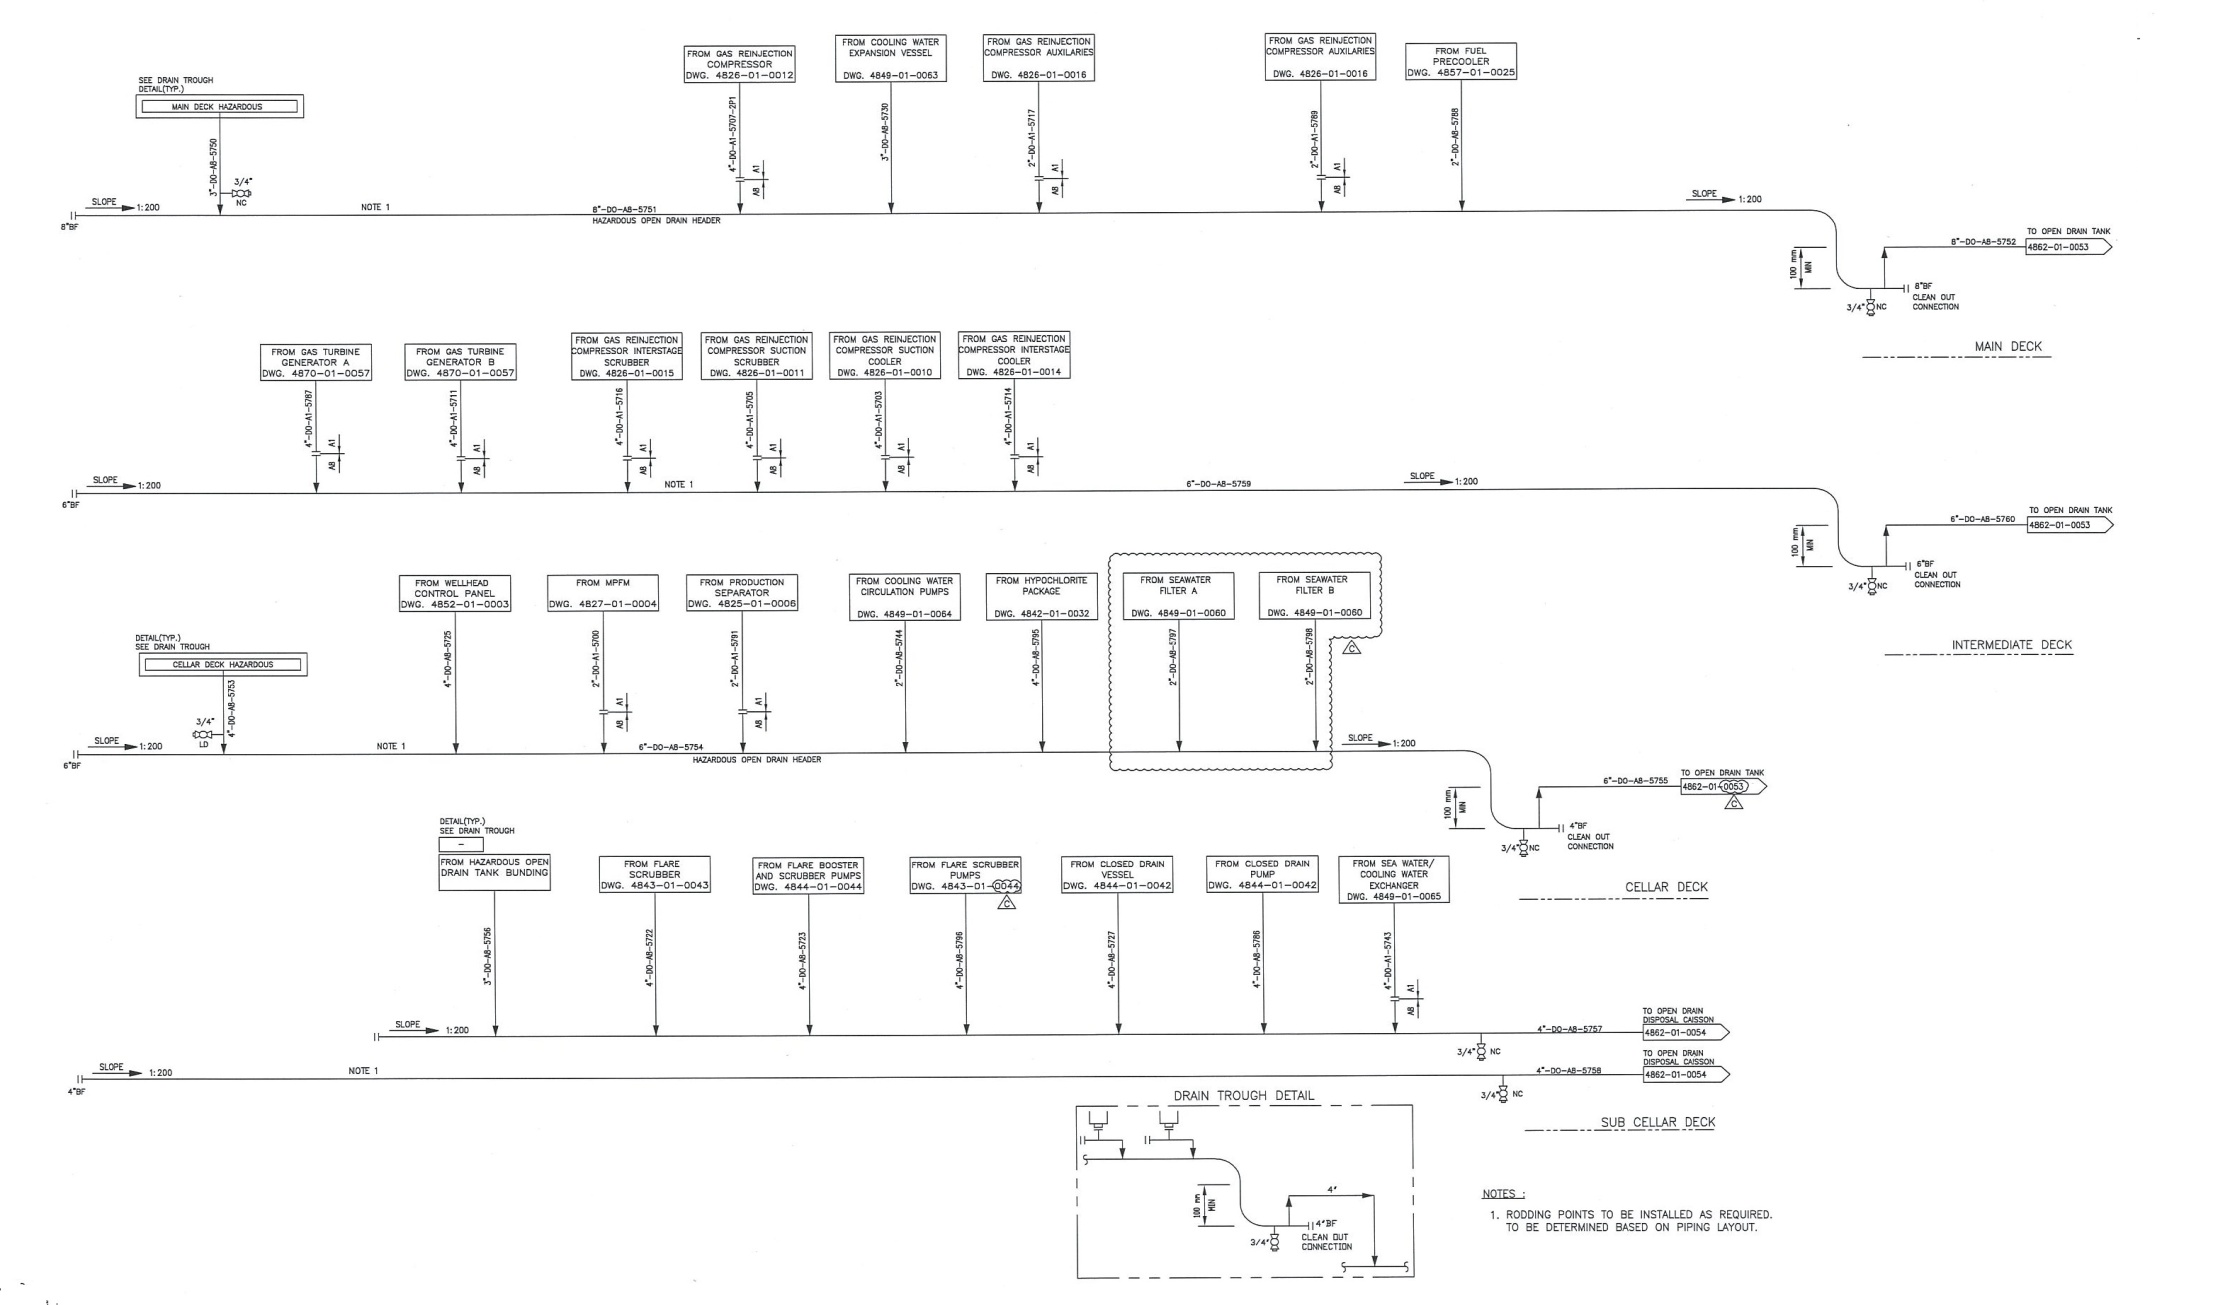 FROM GAS REINJECTION
COMPRESSOR
DWG. 4826-01-0012
FROM COOLING WATER
EXPANSION VESSEL
DWG. 4849-01-0063
FROM GAS REINJECTION
COMPRESSOR AUXILARIES
DWG. 4826-01-0016
FROM GAS REINJECTION
COMPRESSOR AUXILARIES
DWG. 4826-01-0016
FROM FUEL
PRECOOLER
DWG. 4857-01-0025
SEE DRAIN TROUGH
DETAIL(TYP.)
MAIN DECK HAZARDOUS
3"-DO-A8-5750
3/4"
NC
4"-DO-A1-5707-2P1
A1
A8
3"-DO-A8-5730
2"-DO-A1-5717
A1
A8
2"-DO-A1-5789
A1
A8
2"-DO-A8-5788
SLOPE
1:200
8"BF
NOTE 1
8"-DO-A8-5751
HAZARDOUS OPEN DRAIN HEADER
SLOPE
1:200
100 mm
MIN
8"-DO-A8-5752
TO OPEN DRAIN TANK
4862-01-0053
8"BF
CLEAN OUT
CONNECTION
3/4"
NC
MAIN DECK
FROM GAS TURBINE
GENERATOR A
DWG. 4870-01-0057
FROM GAS TURBINE
GENERATOR B
DWG. 4870-01-0057
FROM GAS REINJECTION
COMPRESSOR INTERSTAGE
SCRUBBER
DWG. 4826-01-0015
FROM GAS REINJECTION
COMPRESSOR SUCTION
SCRUBBER
DWG. 4826-01-0011
FROM GAS REINJECTION
COMPRESSOR SUCTION
COOLER
DWG. 4826-01-0010
FROM GAS REINJECTION
COMPRESSOR INTERSTAGE
COOLER
DWG. 4826-01-0014
4"-DO-A1-5787
A1
A8
4"-DO-A1-5711
A1
A8
4"-DO-A1-5716
A1
A8
4"-DO-A1-5705
A1
A8
4"-DO-A1-5703
A1
A8
4"-DO-A1-5714
A1
A8
SLOPE
1:200
6"BF
NOTE 1
6"-DO-A8-5759
SLOPE
1:200
100 mm
MIN
6"-DO-A8-5760
TO OPEN DRAIN TANK
4862-01-0053
6"BF
CLEAN OUT
CONNECTION
3/4"
NC
INTERMEDIATE DECK
FROM WELLHEAD
CONTROL PANEL
DWG. 4852-01-0003
FROM MPFM
DWG. 4827-01-0004
FROM PRODUCTION
SEPARATOR
DWG. 4825-01-0006
FROM COOLING WATER
CIRCULATION PUMPS
DWG. 4849-01-0064
FROM HYPOCHLORITE
PACKAGE
DWG. 4842-01-0032
FROM SEAWATER
FILTER A
DWG. 4849-01-0060
FROM SEAWATER
FILTER B
DWG. 4849-01-0060
C
DETAIL(TYP.)
SEE DRAIN TROUGH
CELLAR DECK HAZARDOUS
4"-DO-A8-5753
3/4"
LD
4"-DO-A8-5725
2"-DO-A1-5700
A1
A8
2"-DO-A1-5791
A1
A8
2"-DO-A8-5744
4"-DO-A8-5795
2"-DO-A8-5797
2"-DO-A8-5798
SLOPE
1:200
6"BF
NOTE 1
6"-DO-A8-5754
HAZARDOUS OPEN DRAIN HEADER
SLOPE
1:200
100 mm
MIN
6"-DO-A8-5755
TO OPEN DRAIN TANK
4862-01-0053
C
4"BF
CLEAN OUT
CONNECTION
3/4"
NC
CELLAR DECK
DETAIL(TYP.)
SEE DRAIN TROUGH
-
FROM HAZARDOUS OPEN
DRAIN TANK BUNDING
FROM FLARE
SCRUBBER
DWG. 4843-01-0043
FROM FLARE BOOSTER
AND SCRUBBER PUMPS
DWG. 4844-01-0044
FROM FLARE SCRUBBER
PUMPS
DWG. 4843-01-0044
C
FROM CLOSED DRAIN
VESSEL
DWG. 4844-01-0042
FROM CLOSED DRAIN
PUMP
DWG. 4844-01-0042
FROM SEA WATER/
COOLING WATER
EXCHANGER
DWG. 4849-01-0065
3"-DO-A8-5756
4"-DO-A8-5722
4"-DO-A8-5723
4"-DO-A8-5796
4"-DO-A8-5727
4"-DO-A8-5786
4"-DO-A1-5743
A1
A8
SLOPE
1:200
3/4"
NC
4"-DO-A8-5757
TO OPEN DRAIN
DISPOSAL CAISSON
4862-01-0054
SLOPE
1:200
4"BF
NOTE 1
3/4"
NC
4"-DO-A8-5758
TO OPEN DRAIN
DISPOSAL CAISSON
4862-01-0054
SUB CELLAR DECK
DRAIN TROUGH DETAIL
100 mm
MIN
4"
4"BF
CLEAN OUT
CONNECTION
3/4"
NOTES :
1. RODDING POINTS TO BE INSTALLED AS REQUIRED.
TO BE DETERMINED BASED ON PIPING LAYOUT.